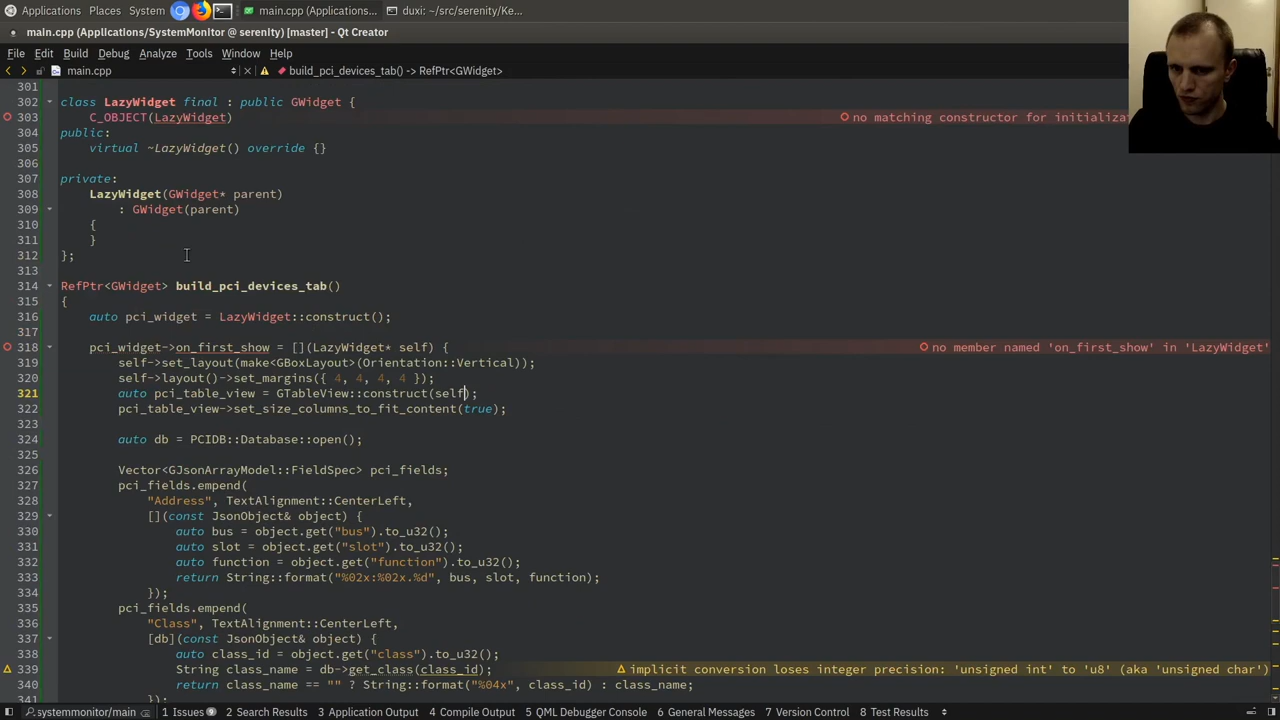 Applications Places System main.cpp (Applications... duxi: ~/src/serenity/Ke...
main.cpp (Applications/SystemMonitor @ serenity) [master] - Qt Creator
File Edit Build Debug Analyze Tools Window Help
main.cpp build_pci_devices_tab() -> RefPtr<GWidget>
301
302 class LazyWidget final : public GWidget {
303 C_OBJECT(LazyWidget) no matching constructor for
304 public:
305 virtual ~LazyWidget() override {}
306
307 private:
308 LazyWidget(GWidget* parent)
309 : GWidget(parent)
310 {
311 }
312 };
313
314 RefPtr<GWidget> build_pci_devices_tab()
315 {
316 auto pci_widget = LazyWidget::construct();
317
318 pci_widget->on_first_show = [](LazyWidget* self) { no member named 'on_first_show' in 'LazyWidget'
319 self->set_layout(make<GBoxLayout>(Orientation::Vertical));
320 self->layout()->set_margins({ 4, 4, 4, 4 });
321 auto pci_table_view = GTableView::construct(self);
322 pci_table_view->set_size_columns_to_fit_content(true);
323
324 auto db = PCIDB::Database::open();
325
326 Vector<GJsonArrayModel::FieldSpec> pci_fields;
327 pci_fields.empend(
328 "Address", TextAlignment::CenterLeft,
329 [](const JsonObject& object) {
330 auto bus = object.get("bus").to_u32();
331 auto slot = object.get("slot").to_u32();
332 auto function = object.get("function").to_u32();
333 return String::format("%02x:%02x.%d", bus, slot, function);
334 });
335 pci_fields.empend(
336 "Class", TextAlignment::CenterLeft,
337 [db](const JsonObject& object) {
338 auto class_id = object.get("class").to_u32();
339 String class_name = db->get_class(class_id); implicit conversion loses integer precision: 'unsigned int' to 'u8' (aka 'unsigned char')
340 return class_name == "" ? String::format("%04x", class_id) : class_name;
341 });
systemmonitor/main 1 Issues 9 2 Search Results 3 Application Output 4 Compile Output 5 QML Debugger Console 6 General Messages 7 Version Control 8 Test Results